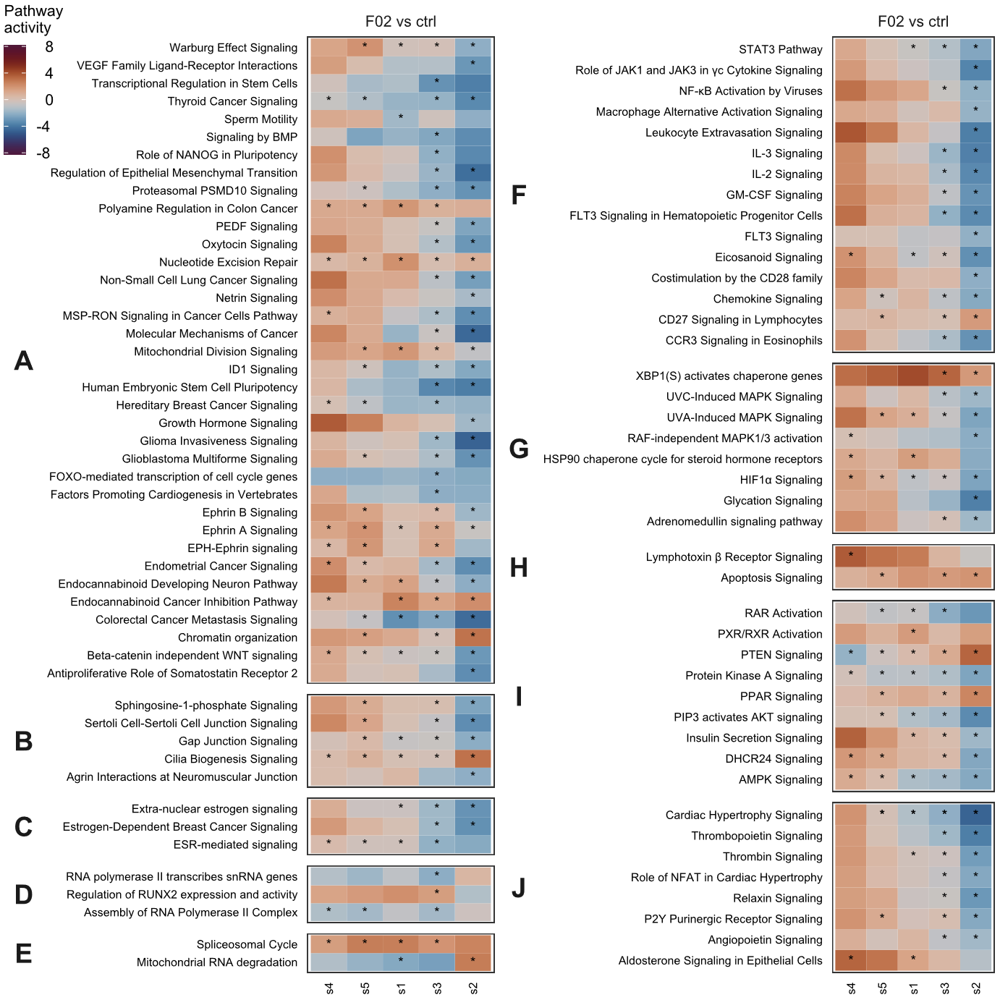 Pathway
activity
8
4
0
-4
-8
F02 vs ctrl
A
Warburg Effect Signaling * * * *
VEGF Family Ligand-Receptor Interactions *
Transcriptional Regulation in Stem Cells *
Thyroid Cancer Signaling * * * *
Sperm Motility *
Signaling by BMP *
Role of NANOG in Pluripotency *
Regulation of Epithelial Mesenchymal Transition * *
Proteasomal PSMD10 Signaling * * *
Polyamine Regulation in Colon Cancer * * * *
PEDF Signaling * *
Oxytocin Signaling * *
Nucleotide Excision Repair * * * * *
Non-Small Cell Lung Cancer Signaling * *
Netrin Signaling *
MSP-RON Signaling in Cancer Cells Pathway * * *
Molecular Mechanisms of Cancer * *
Mitochondrial Division Signaling * * * *
ID1 Signaling * * *
Human Embryonic Stem Cell Pluripotency * *
Hereditary Breast Cancer Signaling * * *
Growth Hormone Signaling *
Glioma Invasiveness Signaling * *
Glioblastoma Multiforme Signaling * * *
FOXO-mediated transcription of cell cycle genes *
Factors Promoting Cardiogenesis in Vertebrates *
Ephrin B Signaling * * *
Ephrin A Signaling * * * * *
EPH-Ephrin signaling * * *
Endometrial Cancer Signaling * * * *
Endocannabinoid Developing Neuron Pathway * * * *
Endocannabinoid Cancer Inhibition Pathway * * * *
Colorectal Cancer Metastasis Signaling * * * *
Chromatin organization * * *
Beta-catenin independent WNT signaling * * * * *
Antiproliferative Role of Somatostatin Receptor 2 *
B
Sphingosine-1-phosphate Signaling * * *
Sertoli Cell-Sertoli Cell Junction Signaling * * *
Gap Junction Signaling * * * *
Cilia Biogenesis Signaling * * * * *
Agrin Interactions at Neuromuscular Junction *
C
Extra-nuclear estrogen signaling * * *
Estrogen-Dependent Breast Cancer Signaling * *
ESR-mediated signaling * * * *
D
RNA polymerase II transcribes snRNA genes *
Regulation of RUNX2 expression and activity *
Assembly of RNA Polymerase II Complex * * *
E
Spliceosomal Cycle * * * *
Mitochondrial RNA degradation * *
s4 s5 s1 s3 s2
F02 vs ctrl
F
STAT3 Pathway * * *
Role of JAK1 and JAK3 in γc Cytokine Signaling *
NF-κB Activation by Viruses * *
Macrophage Alternative Activation Signaling *
Leukocyte Extravasation Signaling *
IL-3 Signaling * *
IL-2 Signaling * *
GM-CSF Signaling * *
FLT3 Signaling in Hematopoietic Progenitor Cells * *
FLT3 Signaling *
Eicosanoid Signaling * * * *
Costimulation by the CD28 family *
Chemokine Signaling * * *
CD27 Signaling in Lymphocytes * * *
CCR3 Signaling in Eosinophils * *
G
XBP1(S) activates chaperone genes * *
UVC-Induced MAPK Signaling * *
UVA-Induced MAPK Signaling * * * *
RAF-independent MAPK1/3 activation * *
HSP90 chaperone cycle for steroid hormone receptors * *
HIF1α Signaling * * * * *
Glycation Signaling *
Adrenomedullin signaling pathway * *
H
Lymphotoxin β Receptor Signaling *
Apoptosis Signaling * * *
I
RAR Activation * * *
PXR/RXR Activation *
PTEN Signaling * * * * *
Protein Kinase A Signaling * * * * *
PPAR Signaling * * *
PIP3 activates AKT signaling * * * *
Insulin Secretion Signaling * * *
DHCR24 Signaling * * * *
AMPK Signaling * * * * *
J
Cardiac Hypertrophy Signaling * * * *
Thrombopoietin Signaling * *
Thrombin Signaling * * *
Role of NFAT in Cardiac Hypertrophy * *
Relaxin Signaling * *
P2Y Purinergic Receptor Signaling * * *
Angiopoietin Signaling * *
Aldosterone Signaling in Epithelial Cells * *
s4 s5 s1 s3 s2